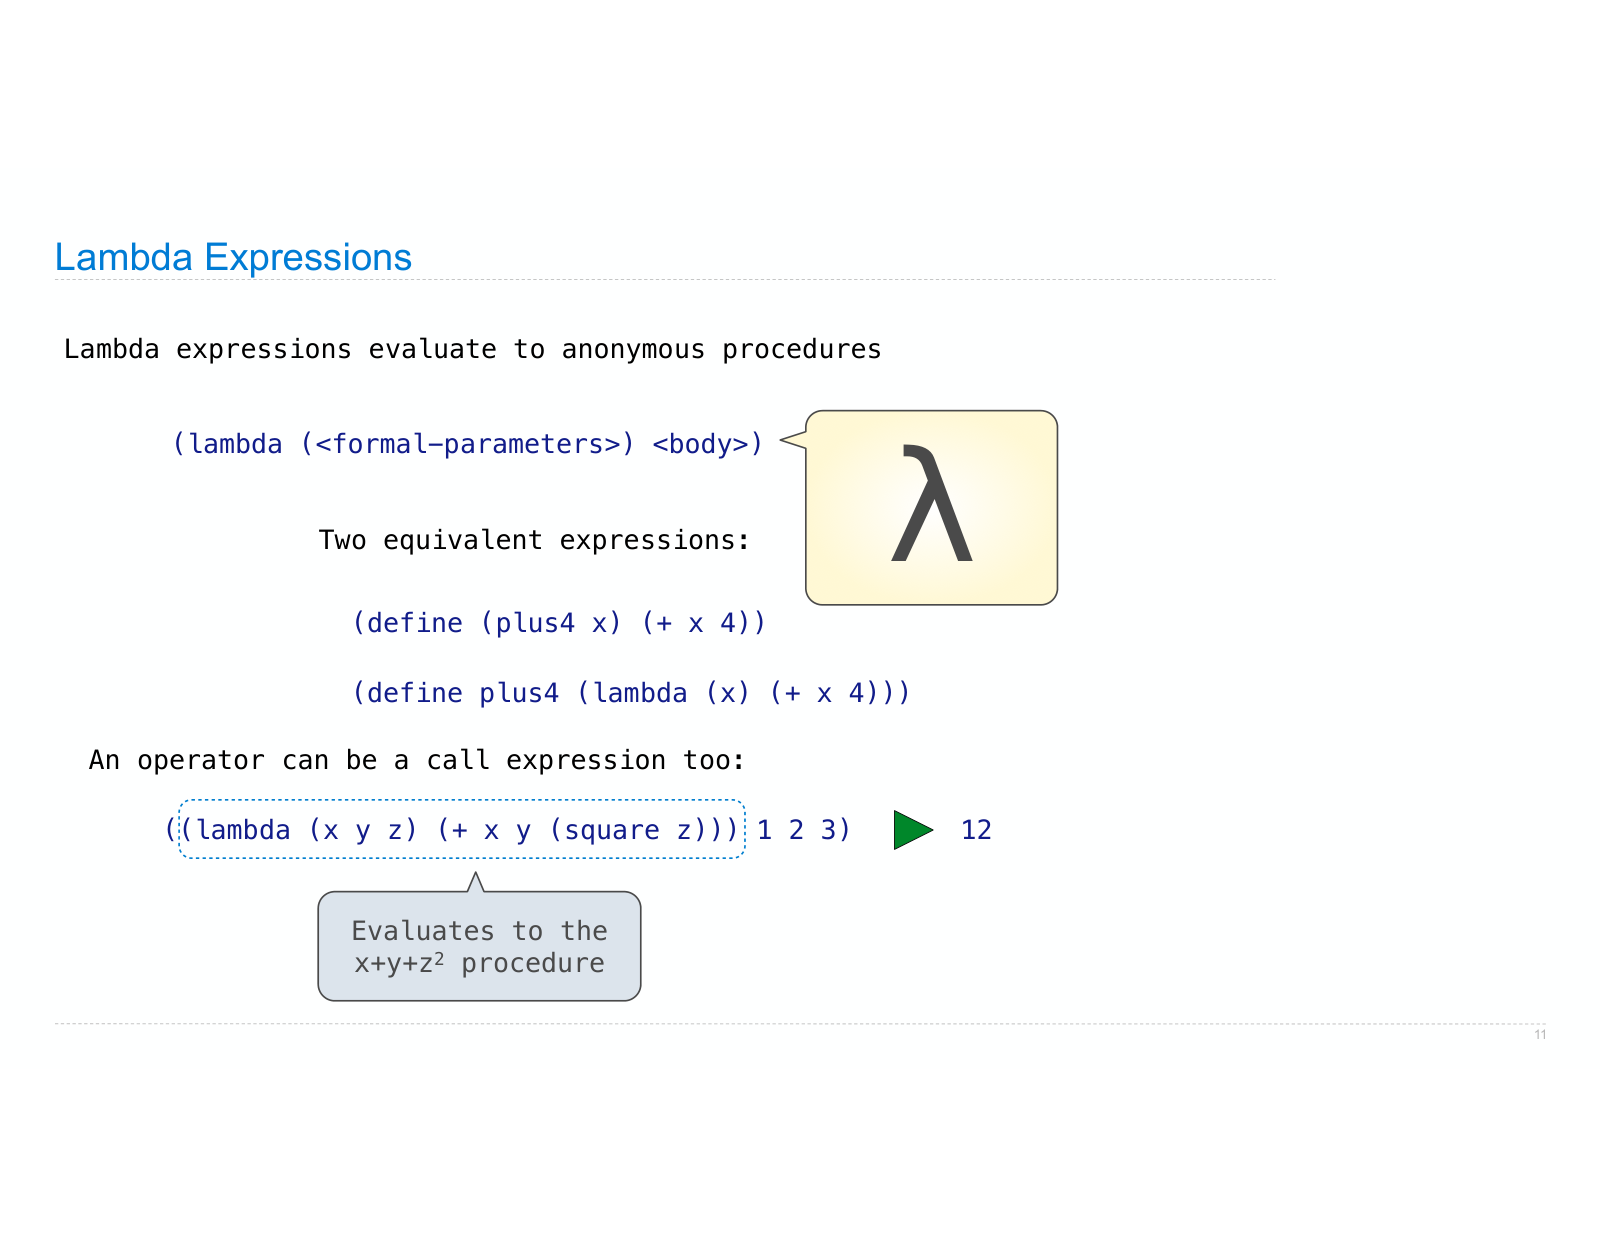 Lambda Expressions
Lambda expressions evaluate to anonymous procedures
(lambda (<formal-parameters>) <body>)
λ
Two equivalent expressions:
(define (plus4 x) (+ x 4))
(define plus4 (lambda (x) (+ x 4)))
An operator can be a call expression too:
((lambda (x y z) (+ x y (square z))) 1 2 3) 12
Evaluates to the
x+y+z² procedure
11